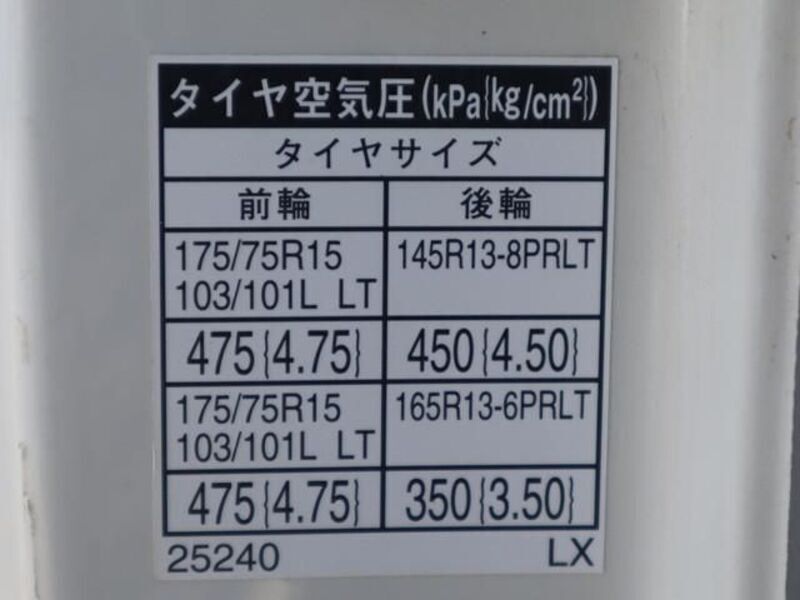 タイヤ空気圧(kPa{kg/cm²})
タイヤサイズ
前輪 後輪
175/75R15 145R13-8PRLT
103/101L LT
475{4.75} 450{4.50}
175/75R15 165R13-6PRLT
103/101L LT
475{4.75} 350{3.50}
25240 LX